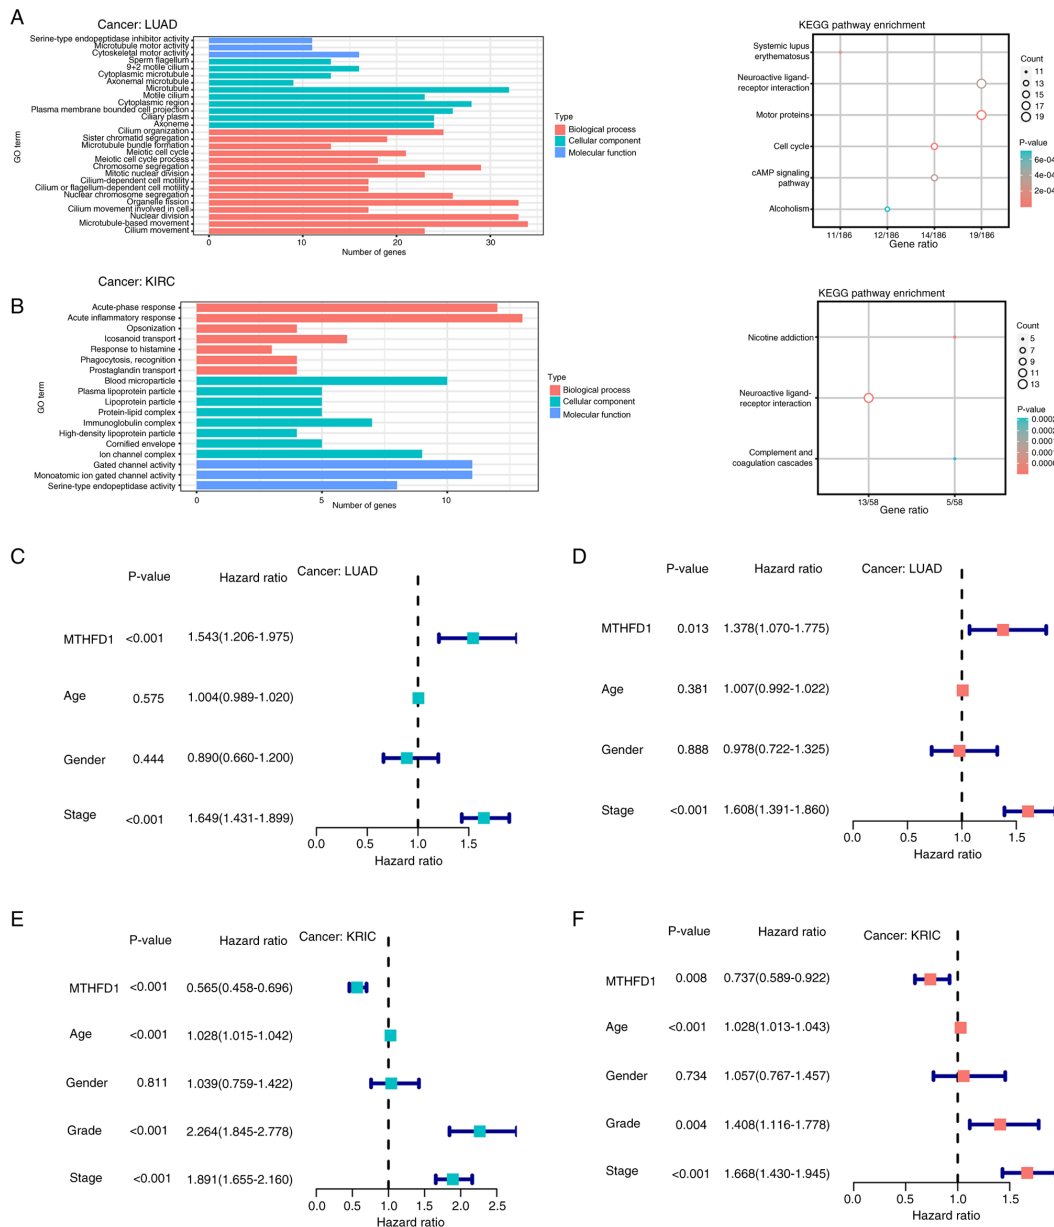 A
Cancer: LUAD
GO term
Serine-type endopeptidase inhibitor activity
Microtubule motor activity
Cytoskeletal motor activity
Sperm flagellum
9+2 motile cilium
Cytoplasmic microtubule
Axonemal microtubule
Microtubule
Motile cilium
Cytoplasmic region
Plasma membrane bounded cell projection
Ciliary plasm
Axoneme
Cilium organization
Sister chromatid segregation
Microtubule bundle formation
Meiotic cell cycle
Meiotic cell cycle process
Chromosome segregation
Mitotic nuclear division
Cilium-dependent cell motility
Cilium or flagellum-dependent cell motility
Nuclear chromosome segregation
Organelle fission
Cilium movement involved in cell
Nuclear division
Microtubule-based movement
Cilium movement
0 10 20 30
Number of genes
Type
Biological process
Cellular component
Molecular function
KEGG pathway enrichment
Systemic lupus
erythematosus
Neuroactive ligand-
receptor interaction
Motor proteins
Cell cycle
cAMP signaling
pathway
Alcoholism
11/186 12/186 14/186 19/186
Gene ratio
Count
11
13
15
17
19
P-value
6e-04
4e-04
2e-04
B
Cancer: KIRC
GO term
Acute-phase response
Acute inflammatory response
Opsonization
Icosanoid transport
Response to histamine
Phagocytosis, recognition
Prostaglandin transport
Blood microparticle
Plasma lipoprotein particle
Lipoprotein particle
Protein-lipid complex
Immunoglobulin complex
High-density lipoprotein particle
Cornified envelope
Ion channel complex
Gated channel activity
Monoatomic ion gated channel activity
Serine-type endopeptidase activity
0 5 10
Number of genes
Type
Biological process
Cellular component
Molecular function
KEGG pathway enrichment
Nicotine addiction
Neuroactive ligand-
receptor interaction
Complement and
coagulation cascades
13/58 5/58
Gene ratio
Count
5
7
9
11
13
P-value
0.0002
0.0002
0.0001
0.0001
0.0000
C
P-value Hazard ratio Cancer: LUAD
MTHFD1 <0.001 1.543(1.206-1.975)
Age 0.575 1.004(0.989-1.020)
Gender 0.444 0.890(0.660-1.200)
Stage <0.001 1.649(1.431-1.899)
0.0 0.5 1.0 1.5
Hazard ratio
D
P-value Hazard ratio Cancer: LUAD
MTHFD1 0.013 1.378(1.070-1.775)
Age 0.381 1.007(0.992-1.022)
Gender 0.888 0.978(0.722-1.325)
Stage <0.001 1.608(1.391-1.860)
0.0 0.5 1.0 1.5
Hazard ratio
E
P-value Hazard ratio Cancer: KRIC
MTHFD1 <0.001 0.565(0.458-0.696)
Age <0.001 1.028(1.015-1.042)
Gender 0.811 1.039(0.759-1.422)
Grade <0.001 2.264(1.845-2.778)
Stage <0.001 1.891(1.655-2.160)
0.0 0.5 1.0 1.5 2.0 2.5
Hazard ratio
F
P-value Hazard ratio Cancer: KRIC
MTHFD1 0.008 0.737(0.589-0.922)
Age <0.001 1.028(1.013-1.043)
Gender 0.734 1.057(0.767-1.457)
Grade 0.004 1.408(1.116-1.778)
Stage <0.001 1.668(1.430-1.945)
0.0 0.5 1.0 1.5
Hazard ratio